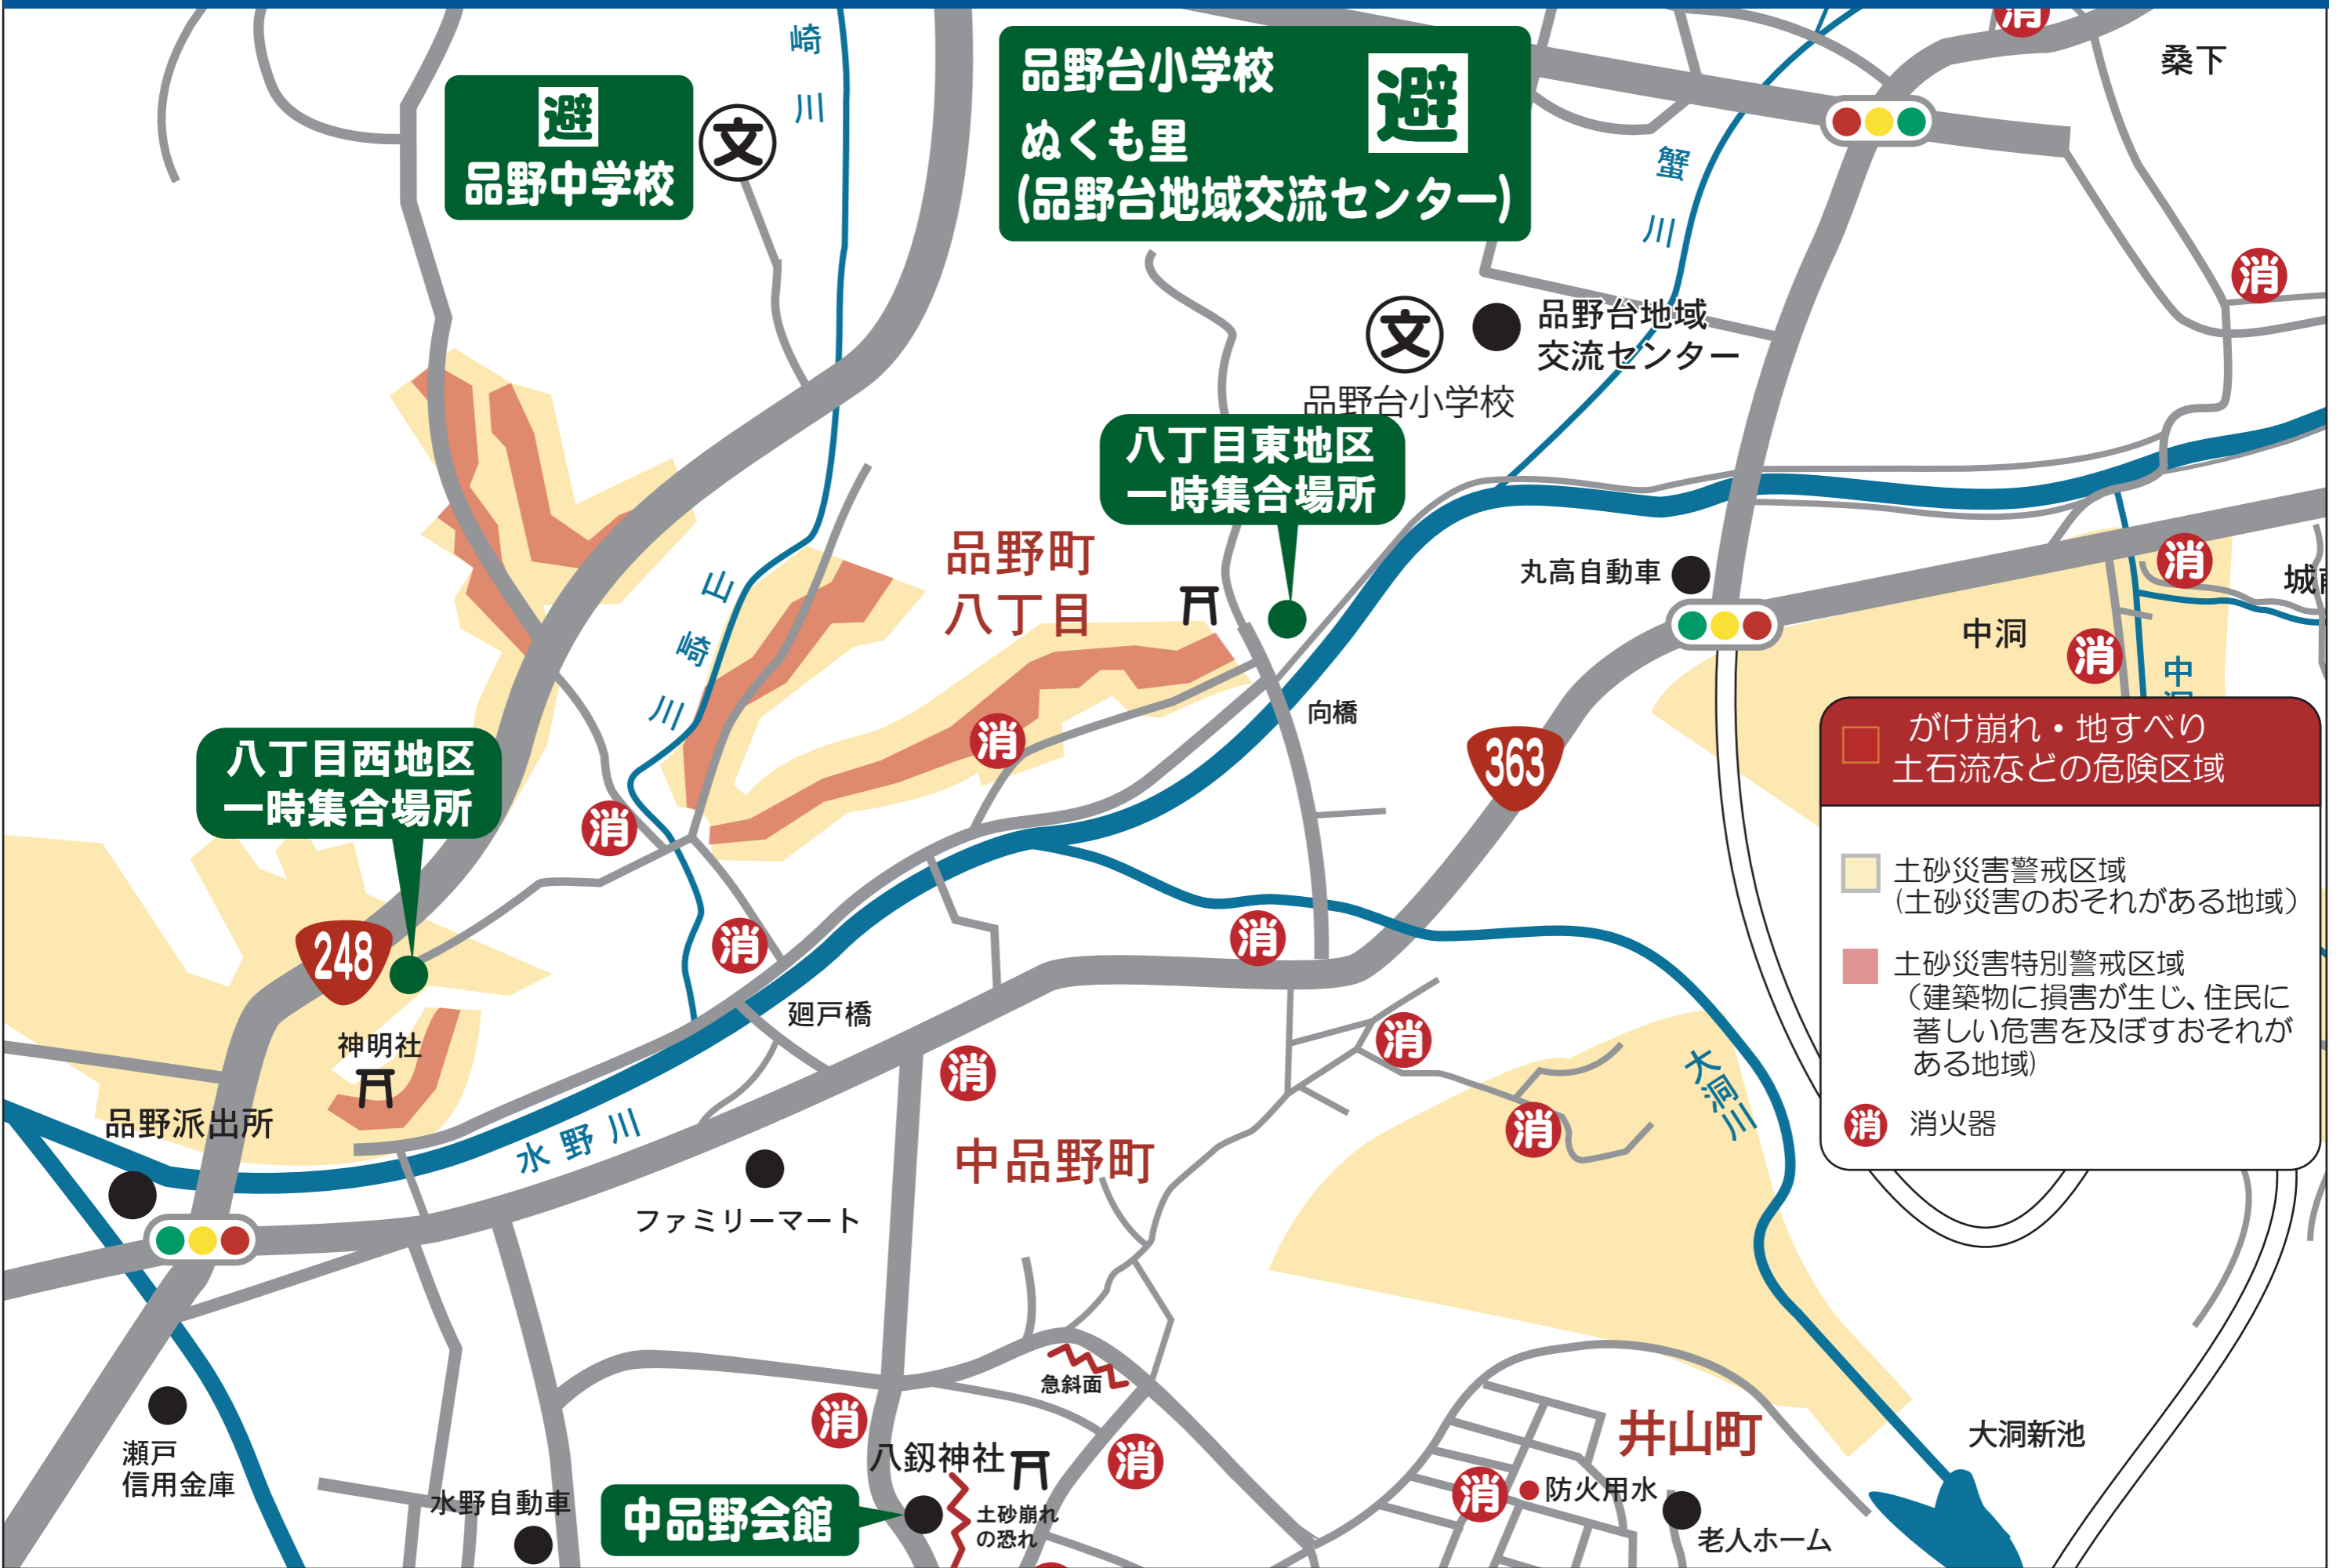 消
桑下
崎
川
避
品野中学校
文
品野台小学校
ぬくも里
(品野台地域交流センター)
避
蟹
川
消
文
品野台地域
交流センター
品野台小学校
八丁目東地区
一時集合場所
品野町
八丁目
丸高自動車
消
中洞
消
中
山
崎
川
消
向橋
363
八丁目西地区
一時集合場所
消
248
消
消
廻戸橋
神明社
消
消
消
大洞川
品野派出所
水野川
中品野町
ファミリーマート
がけ崩れ・地すべり
土石流などの危険区域
土砂災害警戒区域
(土砂災害のおそれがある地域)
土砂災害特別警戒区域
(建築物に損害が生じ、住民に
著しい危害を及ぼすおそれが
ある地域)
消 消火器
急斜面
消
消
井山町
大洞新池
瀬戸
信用金庫
八釼神社
水野自動車
中品野会館
土砂崩れ
の恐れ
消
防火用水
老人ホーム